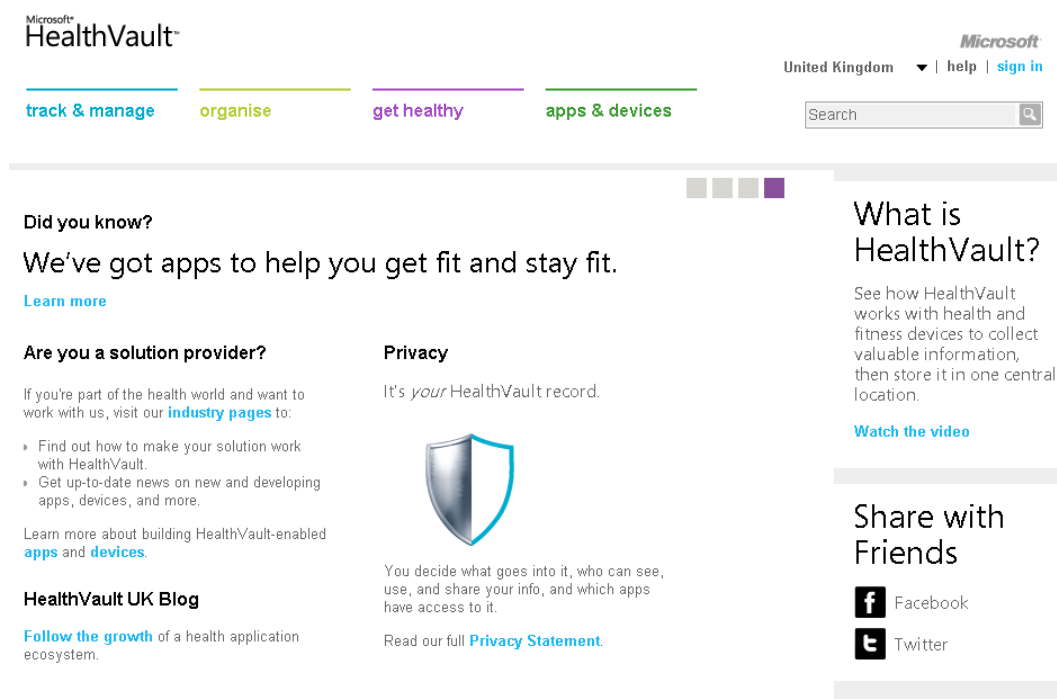 Microsoft®
HealthVault™
Microsoft
United Kingdom | help | sign in
track & manage
organise
get healthy
apps & devices
Search
Did you know?
We've got apps to help you get fit and stay fit.
Learn more
Are you a solution provider?
If you're part of the health world and want to
work with us, visit our industry pages to:
Find out how to make your solution work
with HealthVault.
Get up-to-date news on new and developing
apps, devices, and more.
Learn more about building HealthVault-enabled
apps and devices.
HealthVault UK Blog
Follow the growth of a health application
ecosystem.
Privacy
It's your HealthVault record.
You decide what goes into it, who can see,
use, and share your info, and which apps
have access to it.
Read our full Privacy Statement.
What is
HealthVault?
See how HealthVault
works with health and
fitness devices to collect
valuable information,
then store it in one central
location.
Watch the video
Share with
Friends
Facebook
Twitter